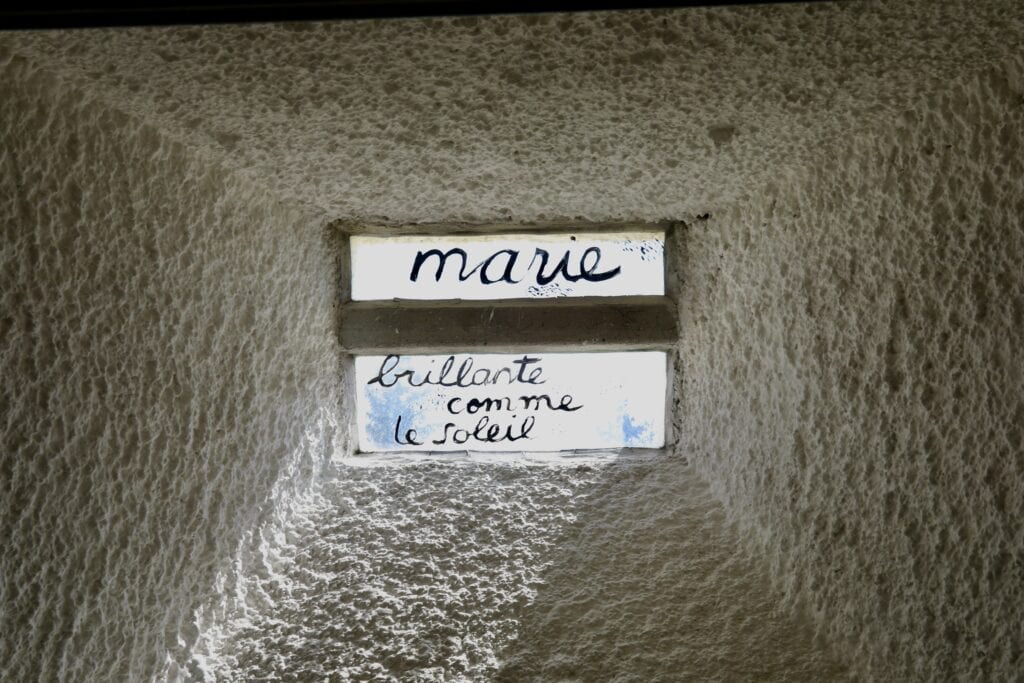 marie
brillante
comme
le soleil